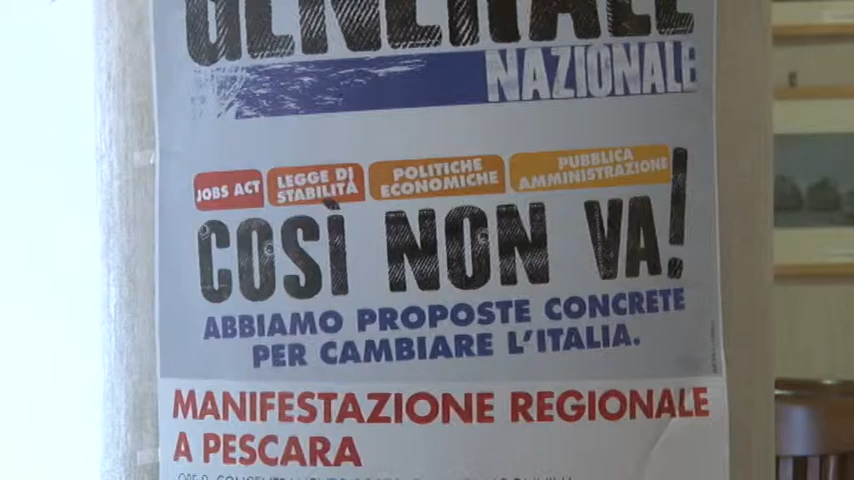 GENERALE
NAZIONALE
JOBS ACT
LEGGE DI
STABILITÀ
POLITICHE
ECONOMICHE
PUBBLICA
AMMINISTRAZIONE
COSÌ NON VA!
ABBIAMO PROPOSTE CONCRETE
PER CAMBIARE L'ITALIA.
MANIFESTAZIONE REGIONALE
A PESCARA